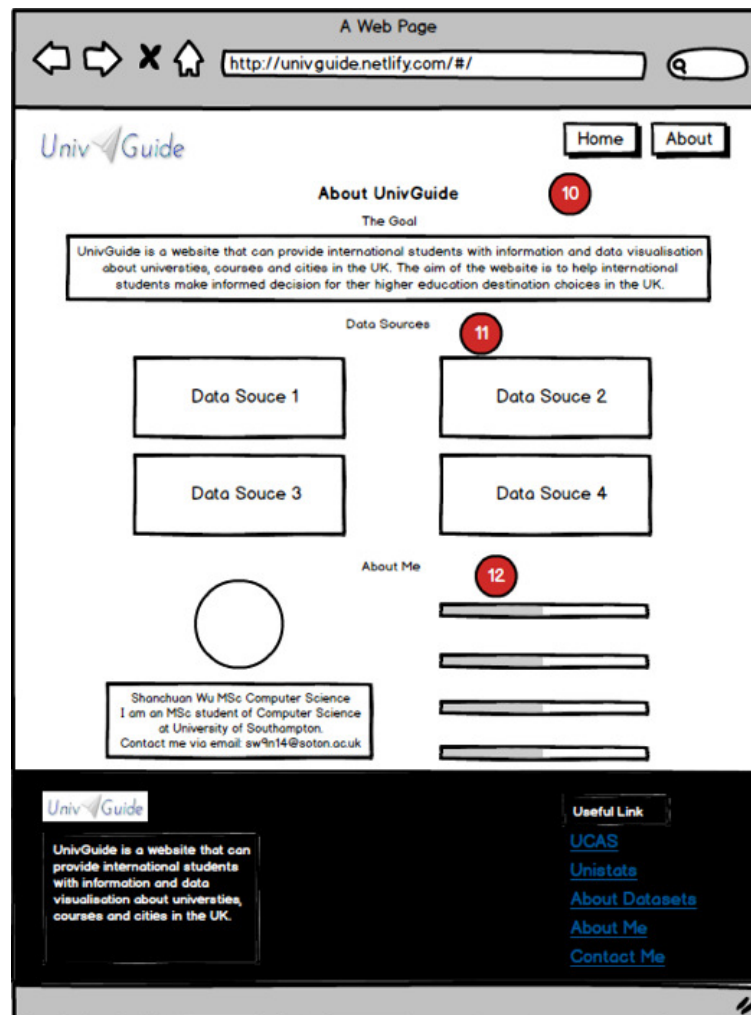 A Web Page
http://univguide.netlify.com/#/
Univ Guide
Home
About
About UnivGuide
10
The Goal
UnivGuide is a website that can provide international students with information and data visualisation
about universties, courses and cities in the UK. The aim of the website is to help international
students make informed decision for ther higher education destination choices in the UK.
Data Sources
11
Data Souce 1
Data Souce 2
Data Souce 3
Data Souce 4
About Me
12
Shanchuan Wu MSc Computer Science
I am an MSc student of Computer Science
at University of Southampton.
Contact me via email: sw9n14@soton.ac.uk
Univ Guide
UnivGuide is a website that can
provide international students
with information and data
visualisation about universties,
courses and cities in the UK.
Useful Link
UCAS
Unistats
About Datasets
About Me
Contact Me